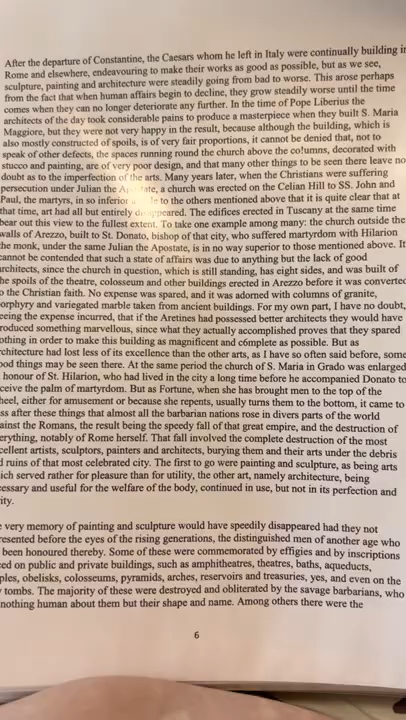 After the departure of Constantine, the Caesars whom he left in Italy were continually building in
Rome and elsewhere, endeavouring to make their works as good as possible, but as we see,
sculpture, painting and architecture were steadily going from bad to worse. This arose perhaps
from the fact that when human affairs begin to decline, they grow steadily worse until the time
comes when they can no longer deteriorate any further. In the time of Pope Liberius the
architects of the day took considerable pains to produce a masterpiece when they built S. Maria
Maggiore, but they were not very happy in the result, because although the building, which is
also mostly constructed of spoils, is of very fair proportions, it cannot be denied that, not to
speak of other defects, the spaces running round the church above the columns, decorated with
stucco and painting, are of very poor design, and that many other things to be seen there leave no
doubt as to the imperfection of the arts. Many years later, when the Christians were suffering
persecution under Julian the, a church was erected on the Celian Hill to SS. John and
Paul, the martyrs, in so inferior to the others mentioned above that it is quite clear that at
that time, art had all but entirely disappeared. The edifices erected in Tuscany at the same time
bear out this view to the fullest extent. To take one example among many: the church outside the
walls of Arezzo, built to St. Donato, bishop of that city, who suffered martyrdom with Hilarion
the monk, under the same Julian the Apostate, is in no way superior to those mentioned above. It
cannot be contended that such a state of affairs was due to anything but the lack of good
rchitects, since the church in question, which is still standing, has eight sides, and was built of
he spoils of the theatre, colosseum and other buildings erected in Arezzo before it was converted
o the Christian faith. No expense was spared, and it was adorned with columns of granite,
orphyry and variegated marble taken from ancient buildings. For my own part, I have no doubt,
eeing the expense incurred, that if the Aretines had possessed better architects they would have
roduced something marvellous, since what they actually accomplished proves that they spared
othing in order to make this building as magnificent and c6mplete as possible. But as
rchitecture had lost less of its excellence than the other arts, as I have so often said before, some
ood things may be seen there. At the same period the church of S. Maria in Grado was enlarged
honour of St. Hilarion, who had lived in the city a long time before he accompanied Donato to
ceive the palm of martyrdom. But as Fortune, when she has brought men to the top of the
heel, either for amusement or because she repents, usually turns them to the bottom, it came to
ss after these things that almost all the barbarian nations rose in divers parts of the world
ainst the Romans, the result being the speedy fall of that great empire, and the destruction of
erything, notably of Rome herself. That fall involved the complete destruction of the most
cellent artists, sculptors, painters and architects, burying them and their arts under the debris
d ruins of that most celebrated city. The first to go were painting and sculpture, as being arts
ich served rather for pleasure than for utility, the other art, namely architecture, being
cessary and useful for the welfare of the body, continued in use, but not in its perfection and
ity.
e very memory of painting and sculpture would have speedily disappeared had they not
resented before the eyes of the rising generations, the distinguished men of another age who
been honoured thereby. Some of these were commemorated by effigies and by inscriptions
ed on public and private buildings, such as amphitheatres, theatres, baths, aqueducts,
ples, obelisks, colosseums, pyramids, arches, reservoirs and treasuries, yes, and even on the
tombs. The majority of these were destroyed and obliterated by the savage barbarians, who
nothing human about them but their shape and name. Among others there were the
6